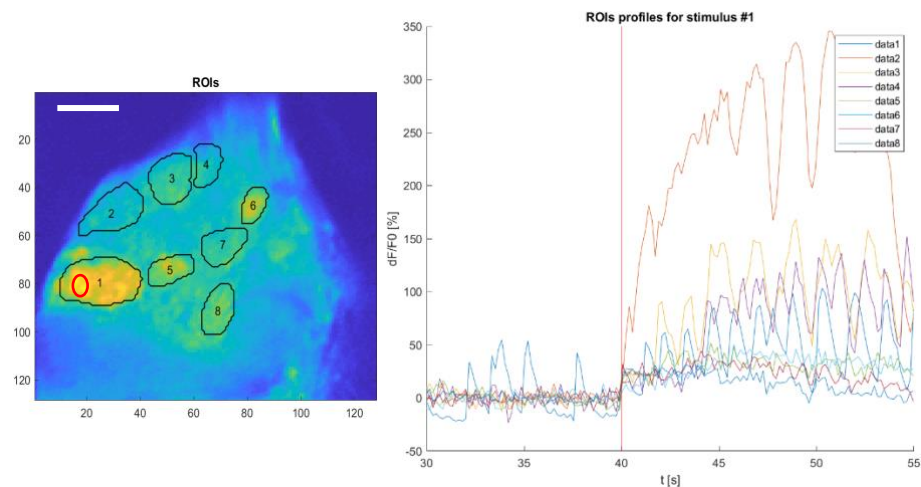 ROIs
20
40
60
80
100
120
1
2
3
4
5
6
7
8
20
40
60
80
100
120
ROIs profiles for stimulus #1
dF/F0 [%]
350
300
250
200
150
100
50
0
-50
30
35
40
45
50
55
t [s]
data1
data2
data3
data4
data5
data6
data7
data8